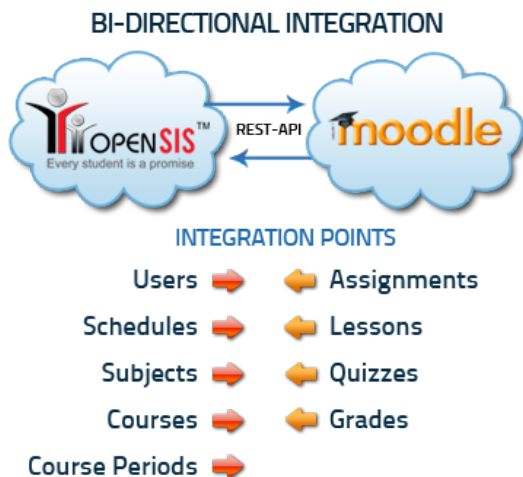 BI-DIRECTIONAL INTEGRATION
OPENSIS™
Every student is a promise
REST-API
moodle
INTEGRATION POINTS
Users
Assignments
Schedules
Lessons
Subjects
Quizzes
Courses
Grades
Course Periods